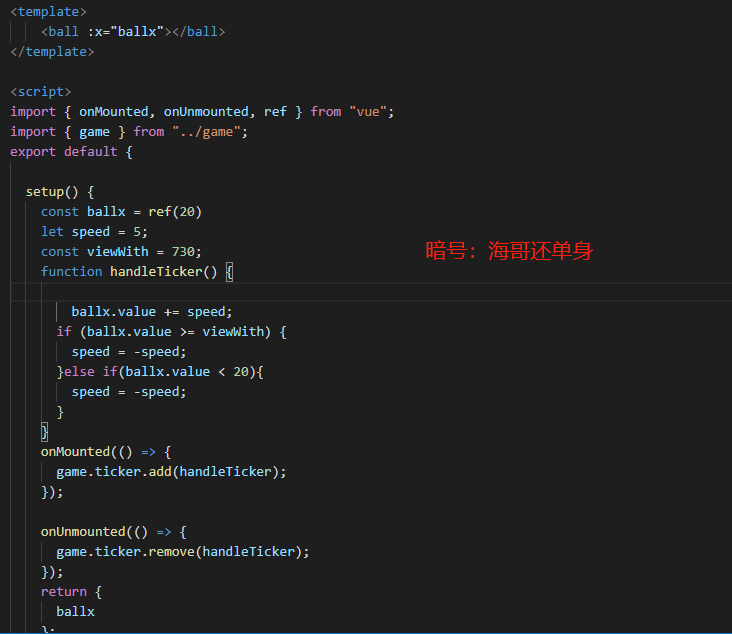 <template>
<ball :x="ballx"></ball>
</template>
<script>
import { onMounted, onUnmounted, ref } from "vue";
import { game } from "../game";
export default {
setup() {
const ballx = ref(20)
let speed = 5;
const viewWith = 730;
暗号：海哥还单身
function handleTicker() {
ballx.value += speed;
if (ballx.value >= viewWith) {
speed = -speed;
}else if(ballx.value < 20){
speed = -speed;
}
}
onMounted(() => {
game.ticker.add(handleTicker);
});
onUnmounted(() => {
game.ticker.remove(handleTicker);
});
return {
ballx
};